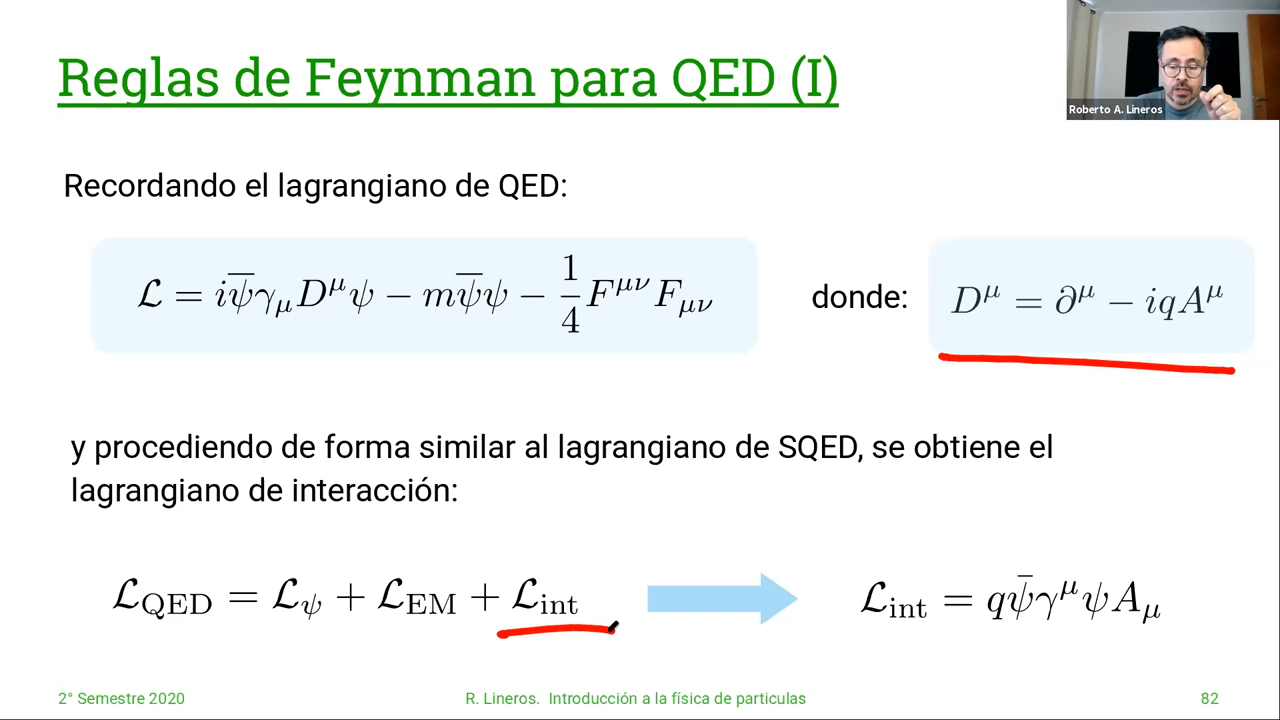 Reglas de Feynman para QED (I)
Roberto A. Lineros
Recordando el lagrangiano de QED:
ℒ = iψ̅γ_μD^μψ − mψ̅ψ − 1/4 F^{μν}F_{μν}
donde:
D^μ = ∂^μ − iqA^μ
y procediendo de forma similar al lagrangiano de SQED, se obtiene el
lagrangiano de interacción:
ℒ_QED = ℒ_ψ + ℒ_EM + ℒ_int
ℒ_int = qψ̄γ^μψA_μ
2° Semestre 2020
R. Lineros. Introducción a la física de particulas
82